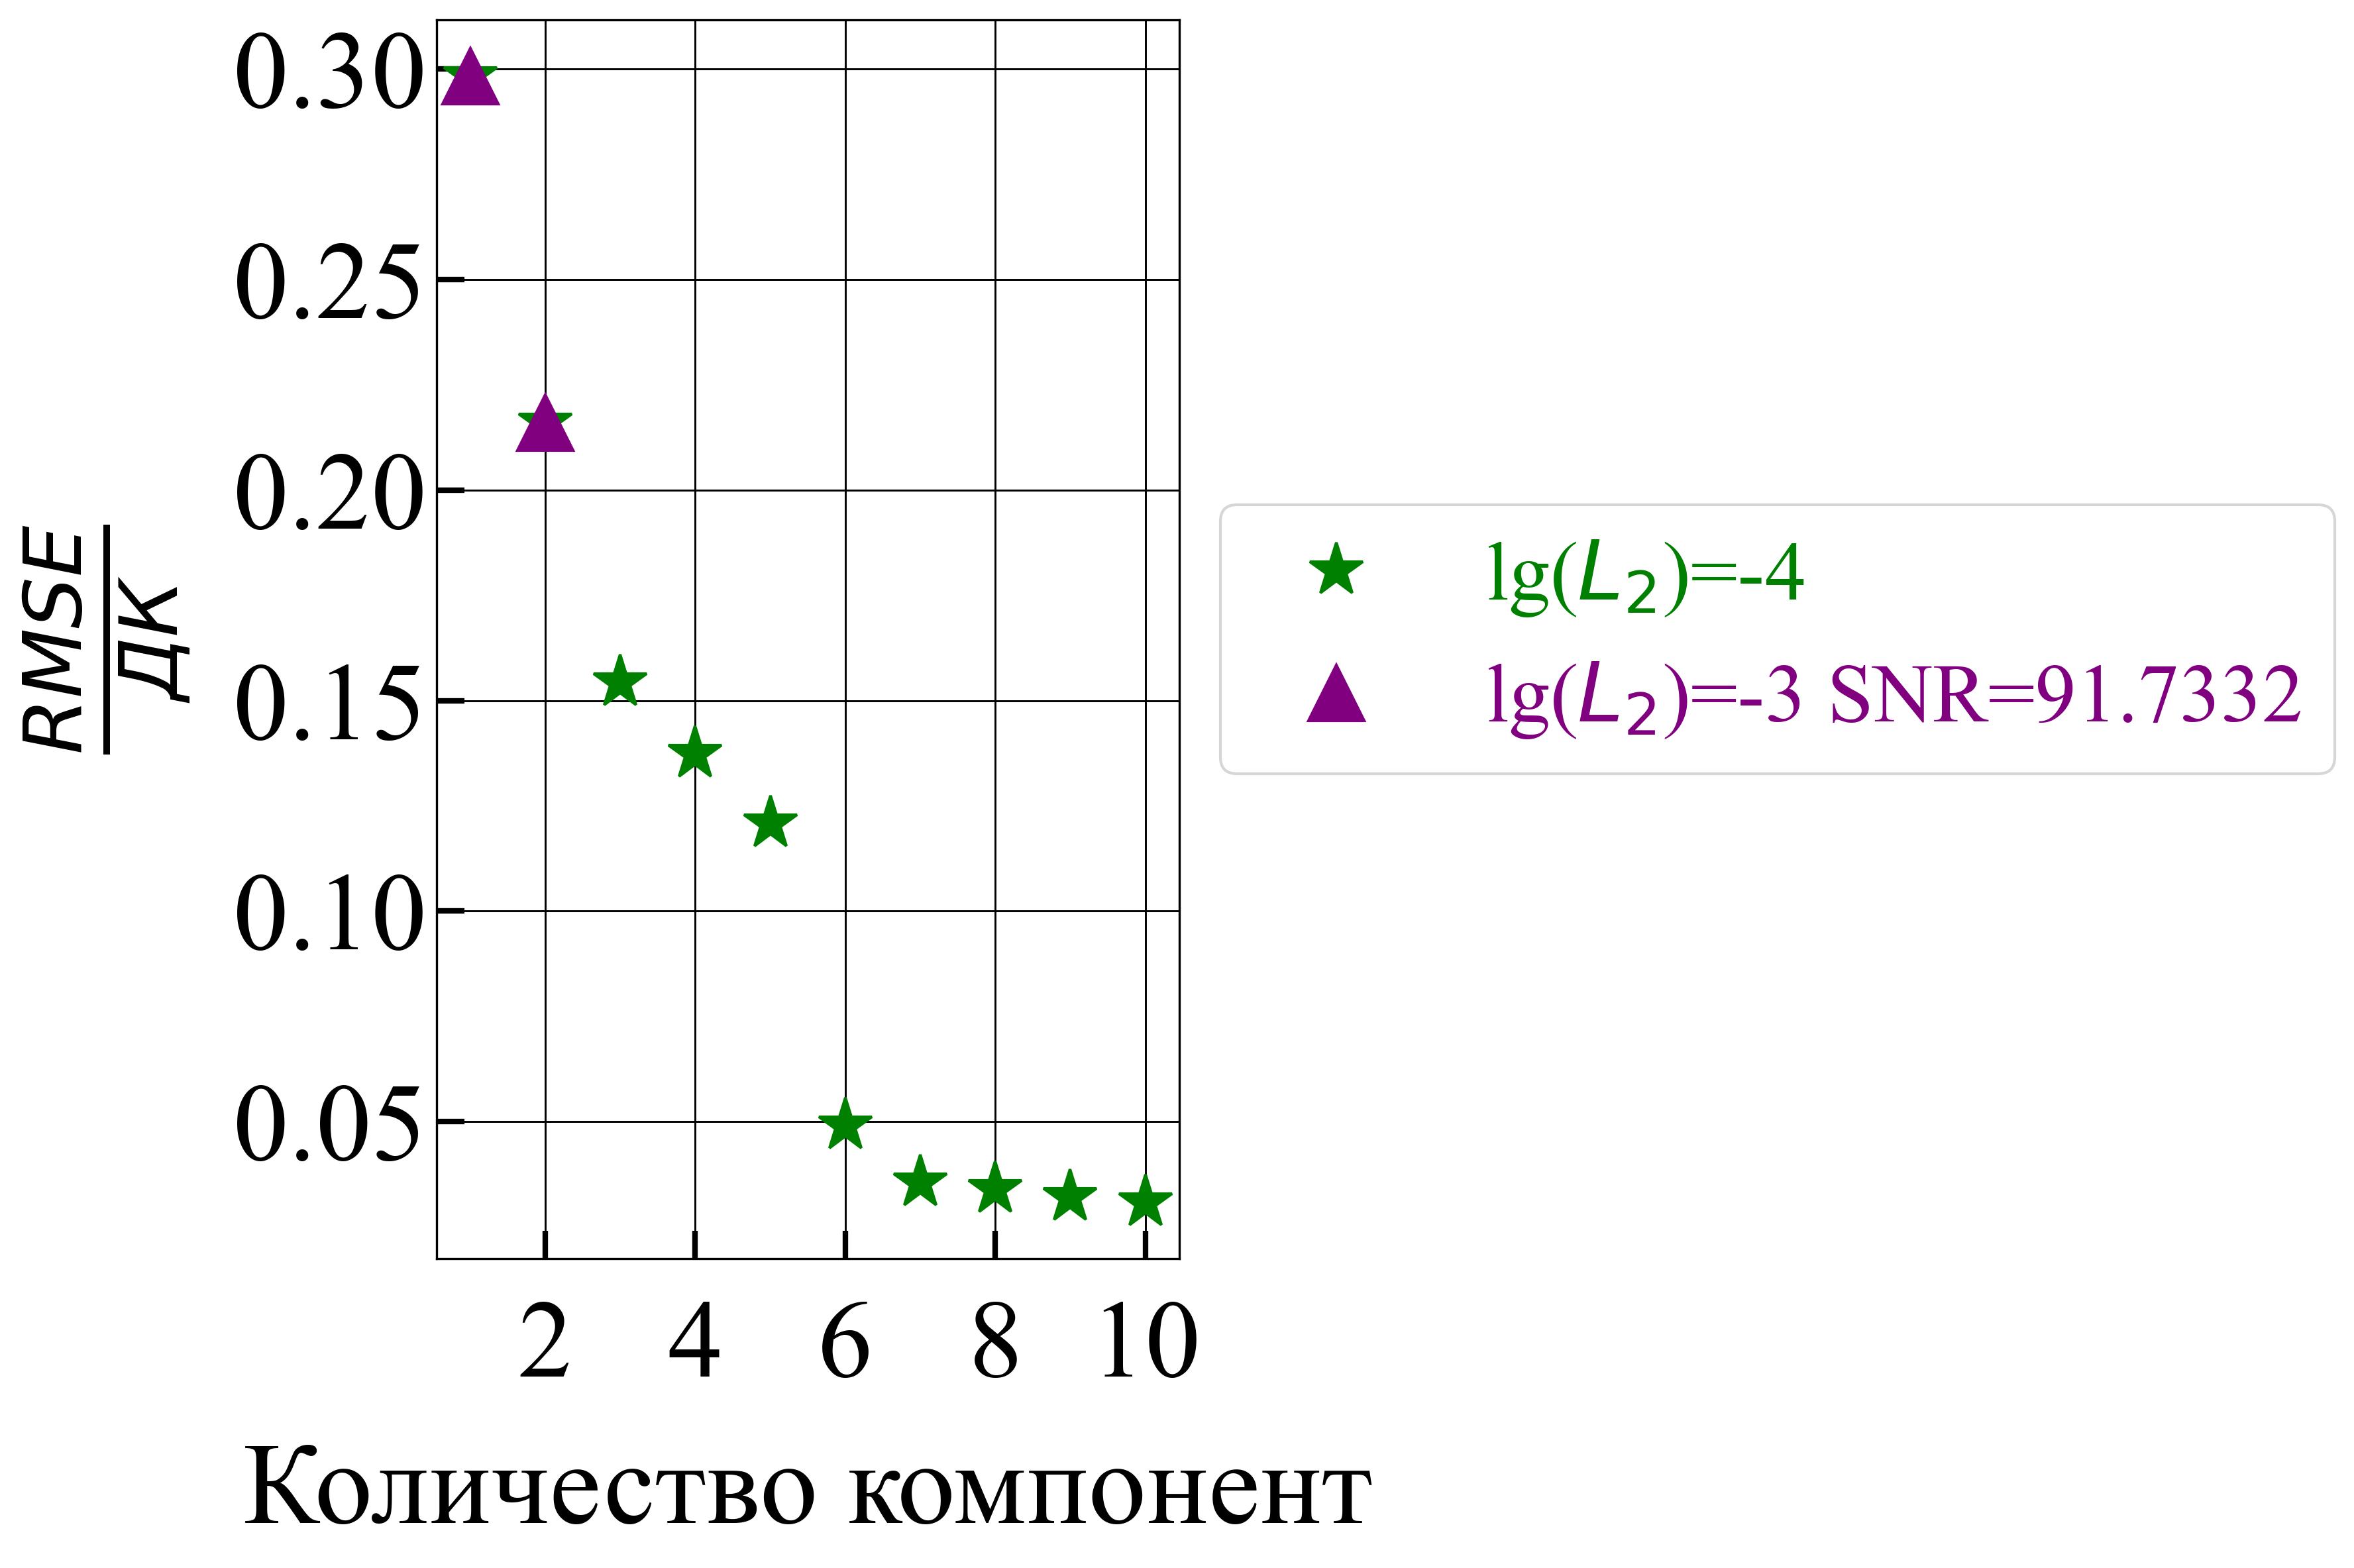 0.30
0.25
0.20
0.15
0.10
0.05
RMSE
ДК
2 4 6 8 10
Количество компонент
lg(L₂)=-4
lg(L₂)=-3 SNR=91.7332